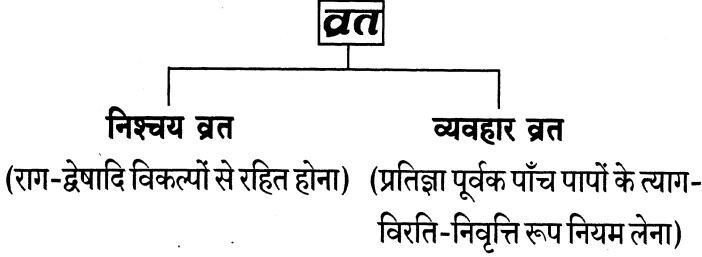 व्रत
निश्चय व्रत
(राग-द्वेषादि विकल्पों से रहित होना)
व्यवहार व्रत
(प्रतिज्ञा पूर्वक पाँच पापों के त्याग-
विरति-निवृत्ति रूप नियम लेना)